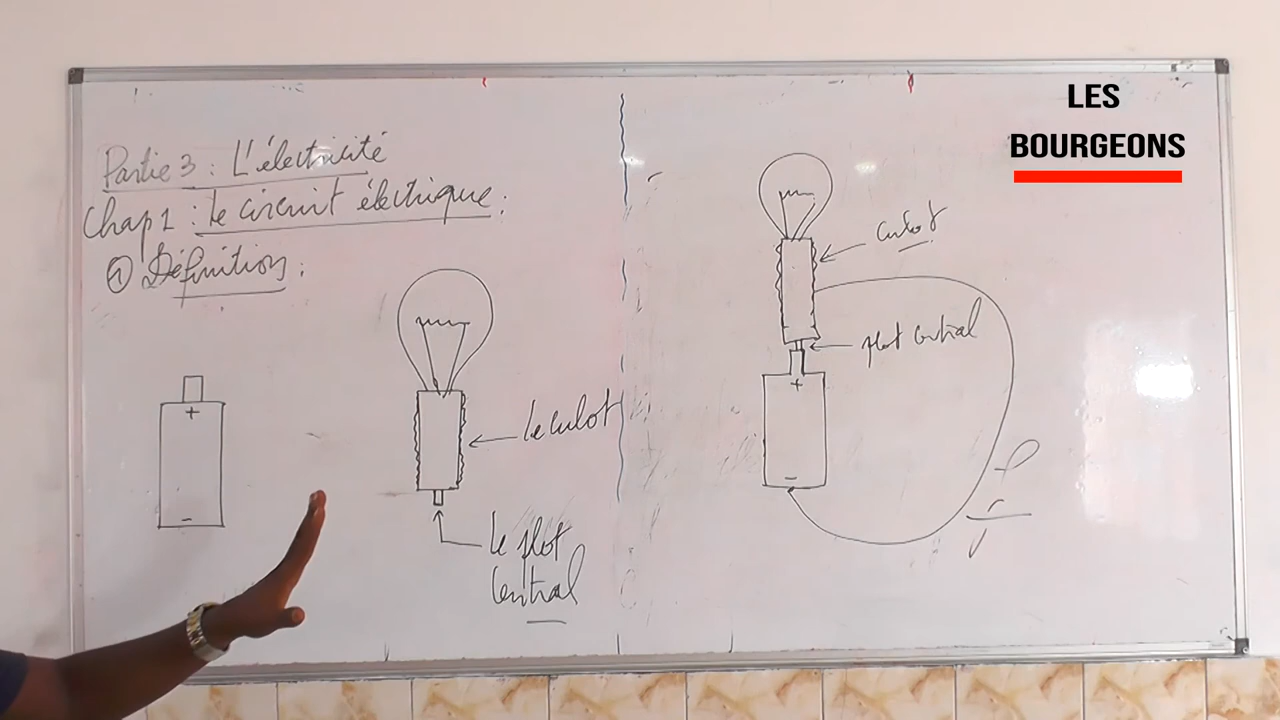 Partie 3 : L'électricité
Chap 1 : Le circuit électrique :
① Définition :
+
-
Le culot
Le plot
Central
LES
BOURGEONS
culot
plot central
+
-